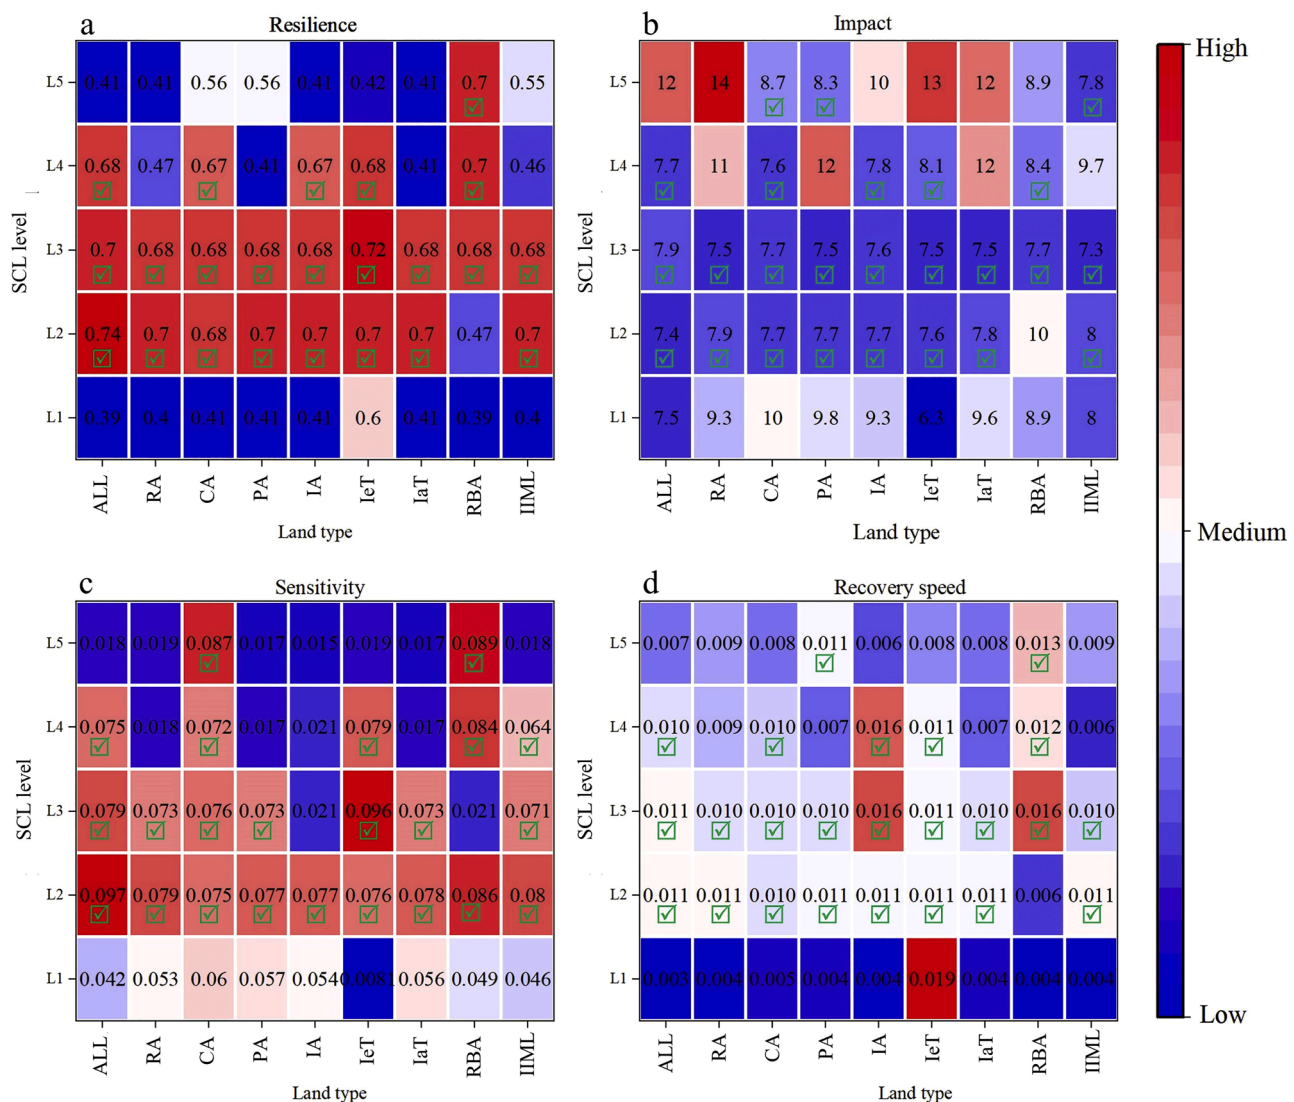 a Resilience
L5 0.41 0.41 0.56 0.56 0.41 0.42 0.41 0.7 0.55
L4 0.68 0.47 0.67 0.41 0.67 0.68 0.41 0.7 0.46
L3 0.7 0.68 0.68 0.68 0.68 0.72 0.68 0.68 0.68
L2 0.74 0.7 0.68 0.7 0.7 0.7 0.7 0.47 0.7
L1 0.39 0.4 0.41 0.41 0.41 0.6 0.41 0.39 0.4
SCL level
ALL RA CA PA IA IeT IaT RBA IIML
Land type
b Impact
L5 12 14 8.7 8.3 10 13 12 8.9 7.8
L4 7.7 11 7.6 12 7.8 8.1 12 8.4 9.7
L3 7.9 7.5 7.7 7.5 7.6 7.5 7.5 7.7 7.3
L2 7.4 7.9 7.7 7.7 7.7 7.6 7.8 10 8
L1 7.5 9.3 10 9.8 9.3 6.3 9.6 8.9 8
SCL level
ALL RA CA PA IA IeT IaT RBA IIML
Land type
c Sensitivity
L5 0.018 0.019 0.087 0.017 0.015 0.019 0.017 0.089 0.018
L4 0.075 0.018 0.072 0.017 0.021 0.079 0.017 0.084 0.064
L3 0.079 0.073 0.076 0.073 0.021 0.096 0.073 0.021 0.071
L2 0.097 0.079 0.075 0.077 0.077 0.076 0.078 0.086 0.08
L1 0.042 0.053 0.06 0.057 0.054 0.0081 0.056 0.049 0.046
SCL level
ALL RA CA PA IA IeT IaT RBA IIML
Land type
d Recovery speed
L5 0.007 0.009 0.008 0.011 0.006 0.008 0.008 0.013 0.009
L4 0.010 0.009 0.010 0.007 0.016 0.011 0.007 0.012 0.006
L3 0.011 0.010 0.010 0.010 0.016 0.011 0.010 0.016 0.010
L2 0.011 0.011 0.010 0.011 0.011 0.011 0.011 0.006 0.011
L1 0.003 0.004 0.005 0.004 0.004 0.019 0.004 0.004 0.004
SCL level
ALL RA CA PA IA IeT IaT RBA IIML
Land type
High
Medium
Low